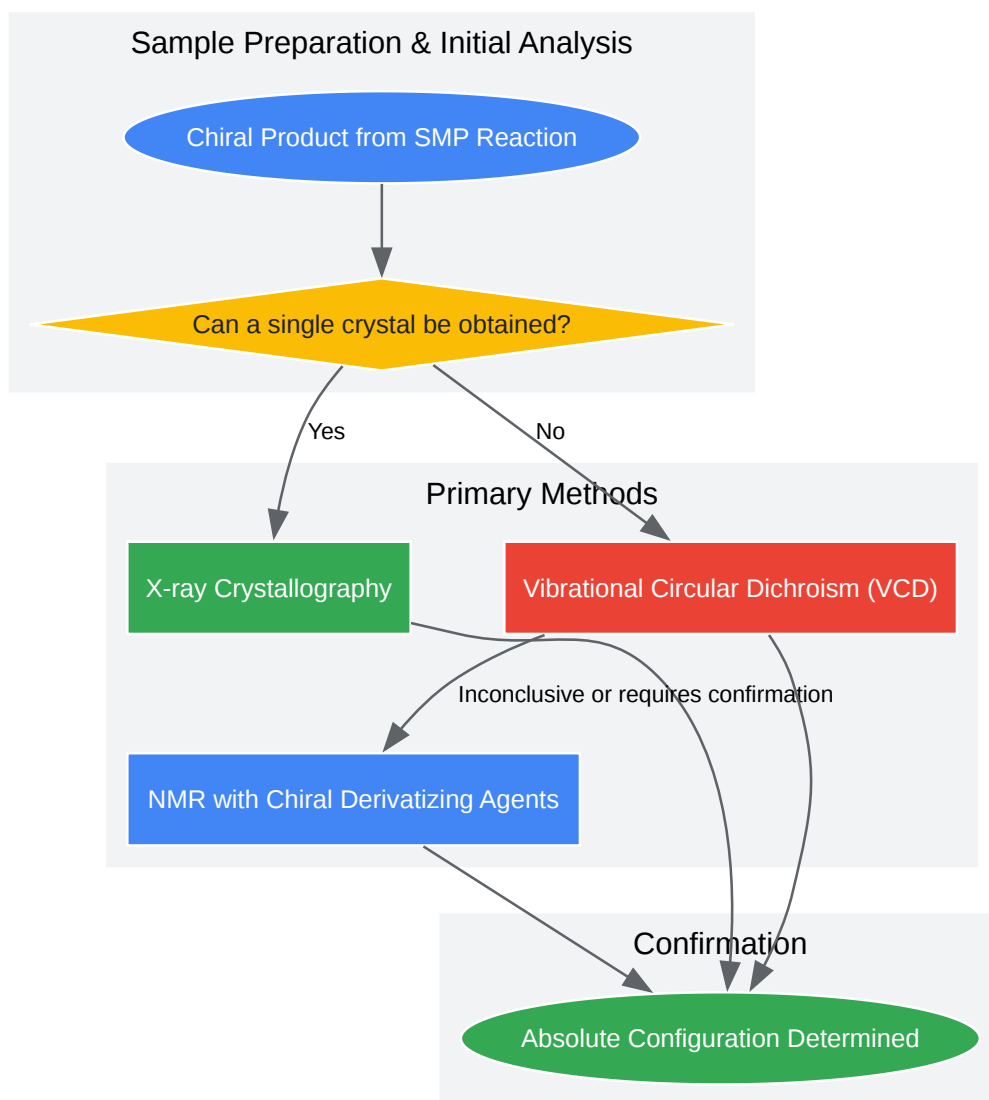 Sample Preparation & Initial Analysis
Chiral Product from SMP Reaction
Can a single crystal be obtained?
Yes
No
Primary Methods
X-ray Crystallography
Vibrational Circular Dichroism (VCD)
Inconclusive or requires confirmation
NMR with Chiral Derivatizing Agents
Confirmation
Absolute Configuration Determined